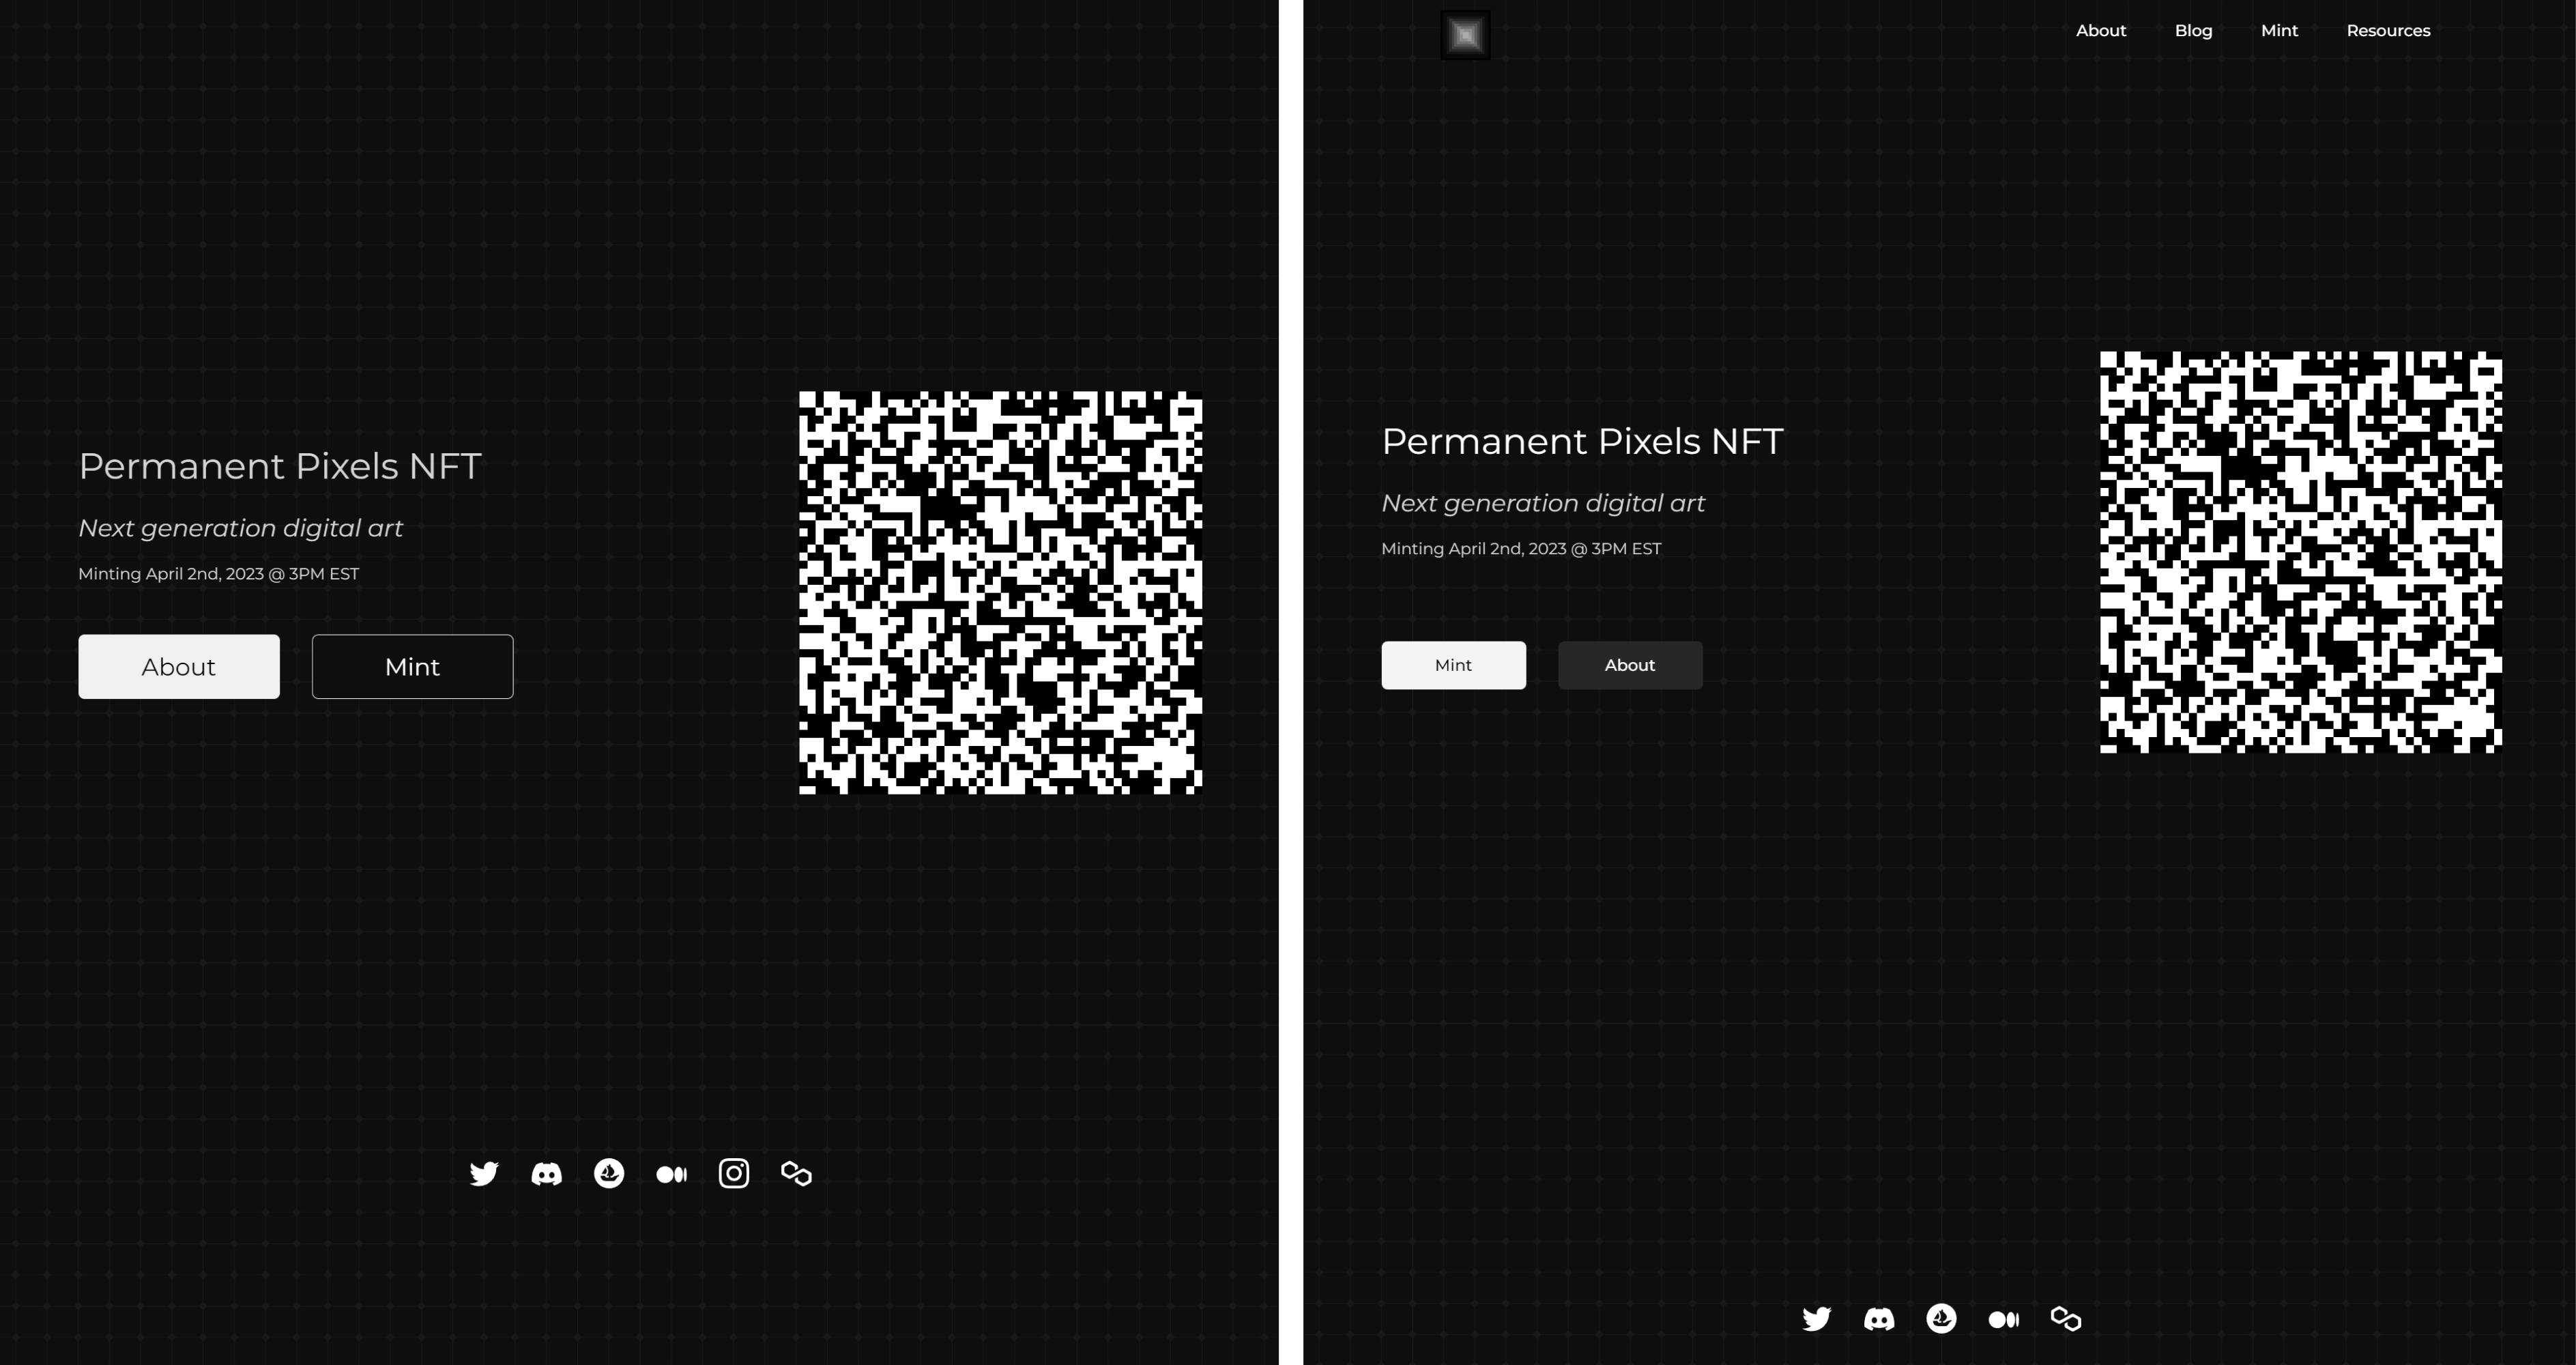 Permanent Pixels NFT
Next generation digital art
Minting April 2nd, 2023 @ 3PM EST
About
Mint
About
Blog
Mint
Resources
Permanent Pixels NFT
Next generation digital art
Minting April 2nd, 2023 @ 3PM EST
Mint
About